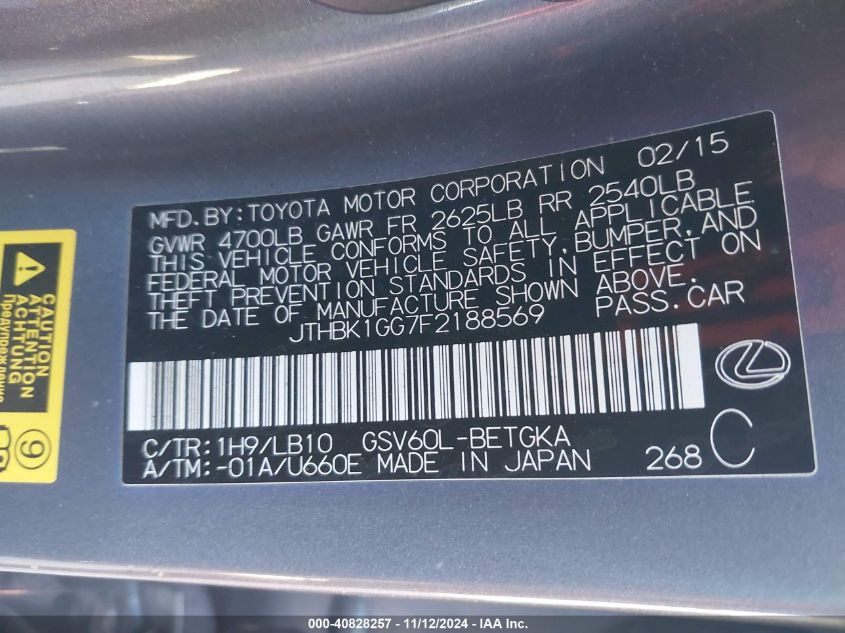 MFD. BY: TOYOTA MOTOR CORPORATION 02/15
GVWR 4700LB GAWR FR 2625LB RR 2540LB
THIS VEHICLE CONFORMS TO ALL APPLICABLE
FEDERAL MOTOR VEHICLE SAFETY, BUMPER, AND
THEFT PREVENTION STANDARDS IN EFFECT ON
THE DATE OF MANUFACTURE SHOWN ABOVE.
JTHBK1GG7F2188569 PASS. CAR
C/TR: 1H9/LB10 GSV60L-BETGKA
A/TM: -01A/U660E MADE IN JAPAN 268 C
CAUTION
ATTENTION
ACHTUNG
9
000-40828257 - 11/12/2024 - IAAI.COM